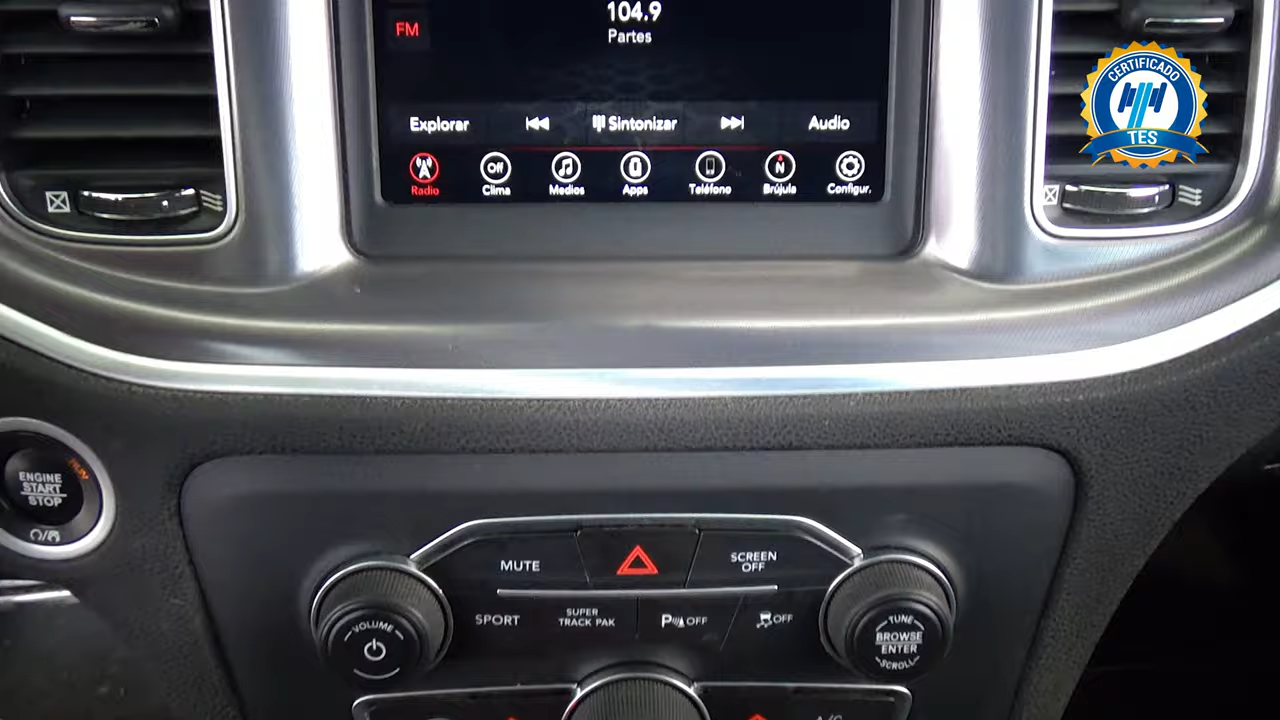 104.9
FM
Partes
Explorar
Sintonizar
Audio
Radio
Off
Clima
Medios
Apps
Teléfono
N
Brújula
Configur.
CERTIFICADO
TES
RUN
ENGINE
START
STOP
MUTE
SCREEN
OFF
SPORT
SUPER
TRACK PAK
P OFF
OFF
VOLUME
TUNE
BROWSE
ENTER
SCROLL